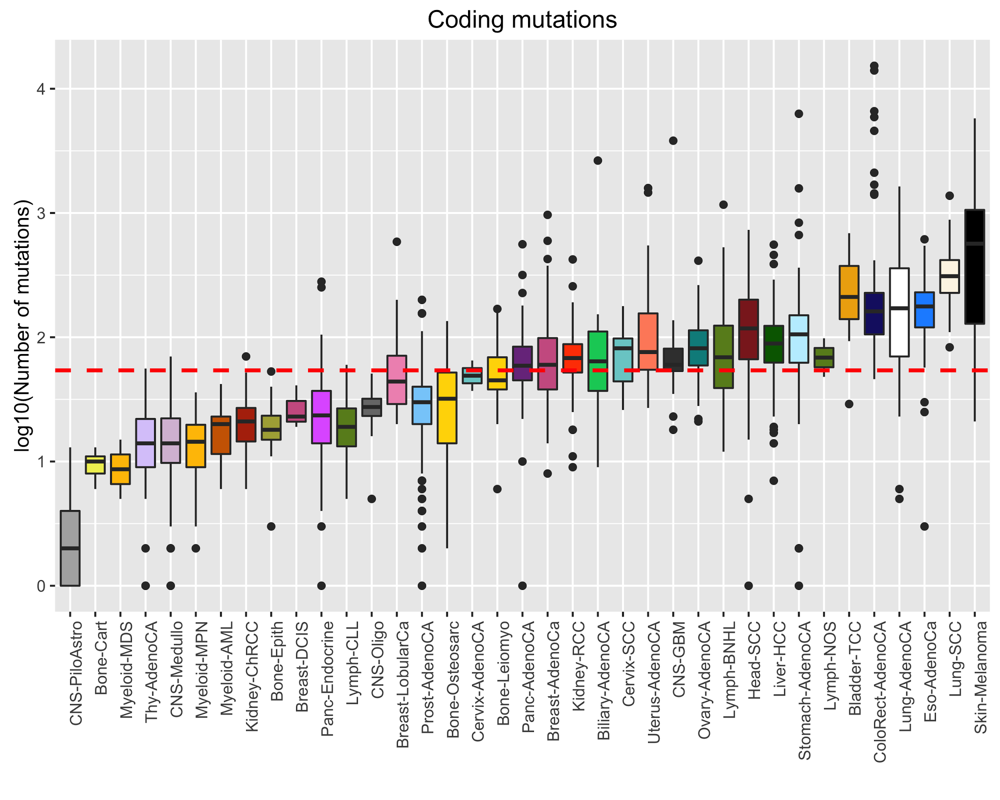 Coding mutations
log10(Number of mutations)
4
3
2
1
0
CNS-PiloAstro
Bone-Cart
Myeloid-MDS
Thy-AdenoCA
CNS-Medullo
Myeloid-MPN
Myeloid-AML
Kidney-ChRCC
Bone-Epith
Breast-DCIS
Panc-Endocrine
Lymph-CLL
CNS-Oligo
Breast-LobularCa
Prost-AdenoCA
Bone-Osteosarc
Cervix-AdenoCA
Bone-Leiomyo
Panc-AdenoCA
Breast-AdenoCa
Kidney-RCC
Biliary-AdenoCA
Cervix-SCC
Uterus-AdenoCA
CNS-GBM
Ovary-AdenoCA
Lymph-BNHL
Head-SCC
Liver-HCC
Stomach-AdenoCA
Lymph-NOS
Bladder-TCC
ColoRect-AdenoCA
Lung-AdenoCA
Eso-AdenoCa
Lung-SCC
Skin-Melanoma